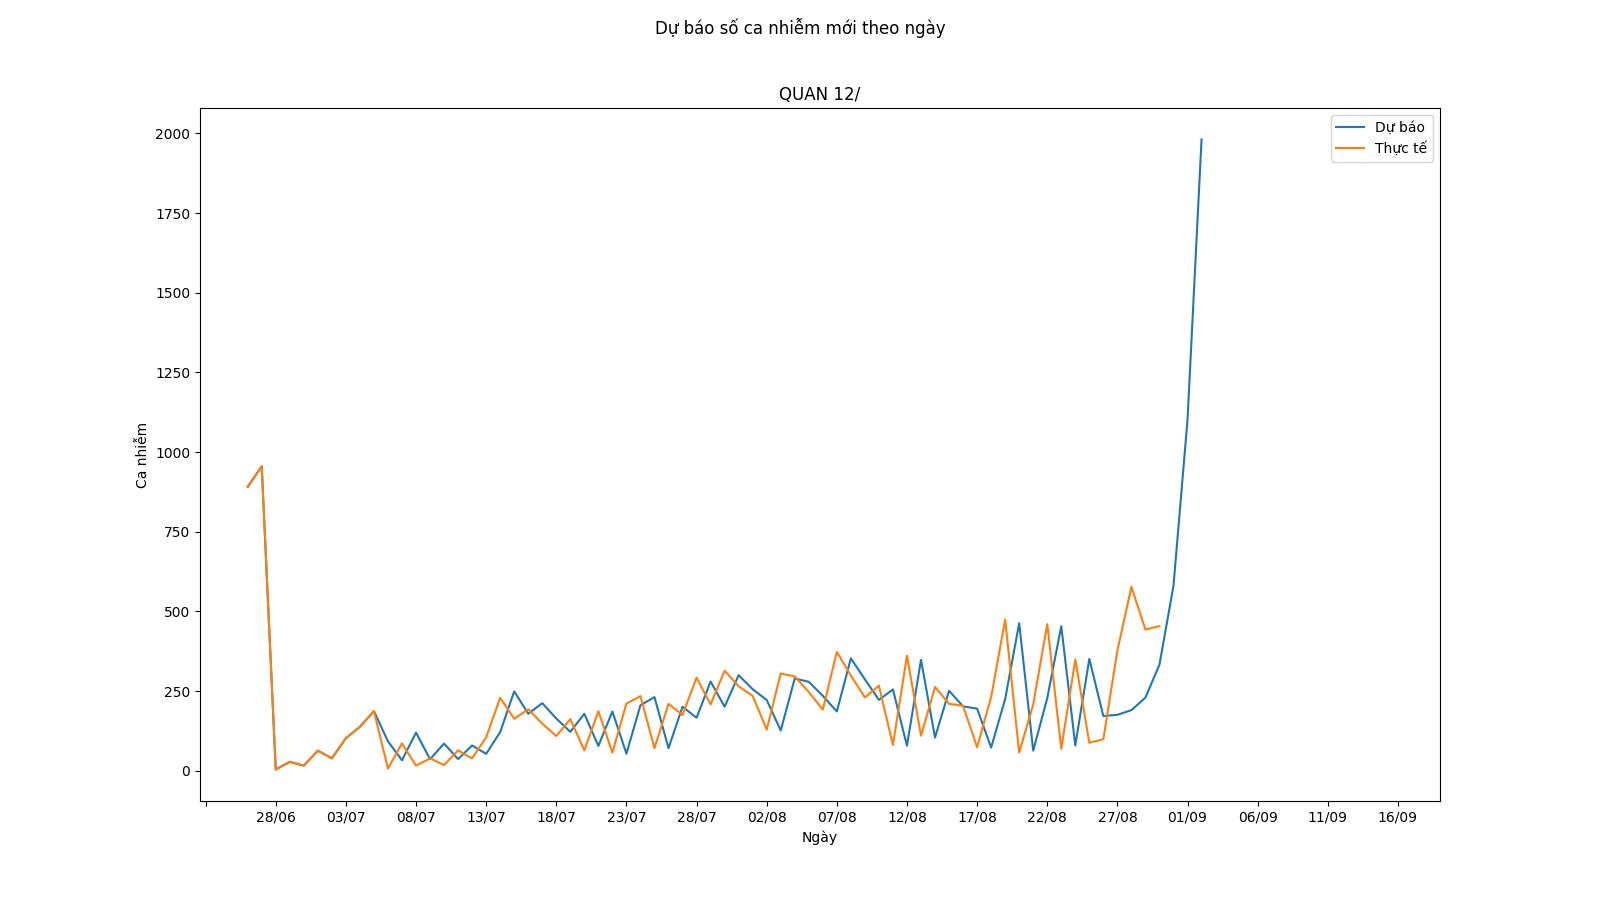 Dự báo số ca nhiễm mới theo ngày
QUAN 12/
Dự báo
Thực tế
2000
1750
1500
1250
1000
750
500
250
0
Ca nhiễm
28/06 03/07 08/07 13/07 18/07 23/07 28/07 02/08 07/08 12/08 17/08 22/08 27/08 01/09 06/09 11/09 16/09
Ngày